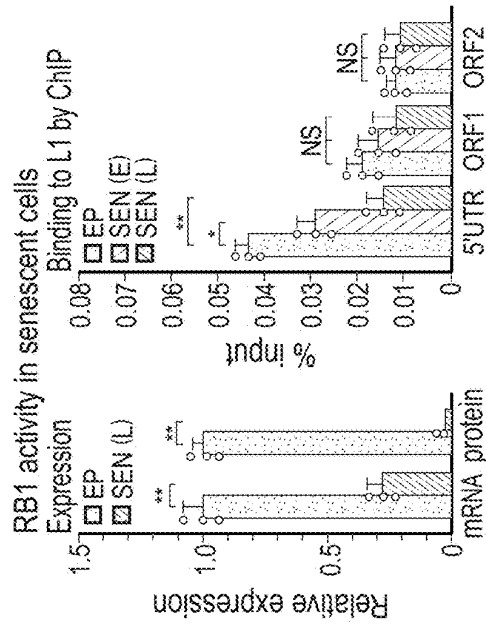 RB1 activity in senescent cells
Expression
EP
SEN (L)
Relative expression
1.5
1.0
0.5
0
**
**
mRNA protein
Binding to L1 by ChIP
EP
SEN (E)
SEN (L)
% input
0.08
0.07
0.06
0.05
0.04
0.03
0.02
0.01
0
**
*
NS
NS
5'UTR ORF1 ORF2